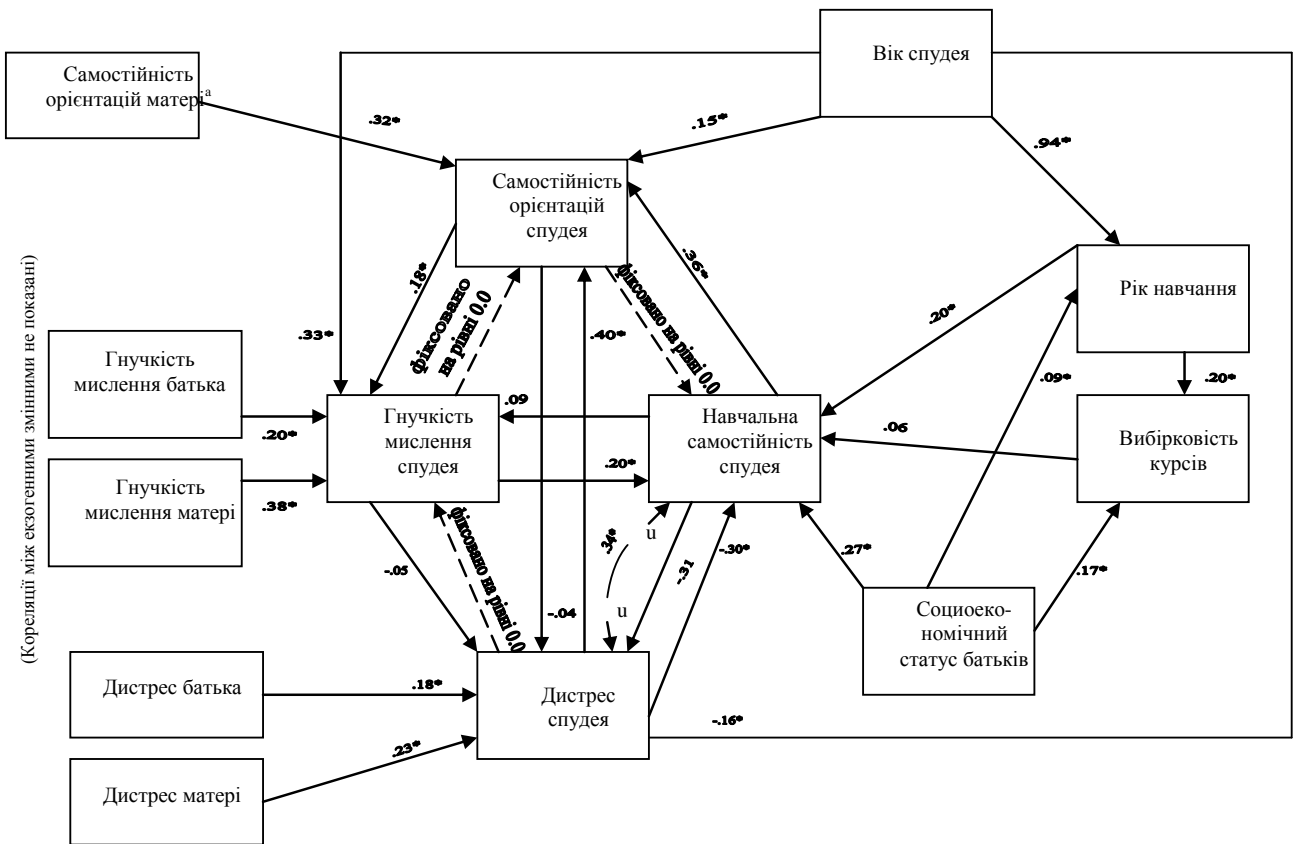 Вік спудея
Самостійність
орієнтацій матеріª
.32*
.15*
.94*
Самостійність
орієнтацій
спудея
(Кореляції між екзогенними змінними не показані)
.18*
фіксовано
на рівні 0.0
.40*
фіксовано на рівні 0.0
.36*
.20*
Рік навчання
.33*
.09*
.20*
Гнучкість
мислення батька
.20*
Гнучкість
мислення
спудея
.09
.20*
Навчальна
самостійність
спудея
.06
Вибірковість
курсів
Гнучкість
мислення матері
.38*
-.05
фіксовано на рівні 0.0
-.04
.34*
u
u
-.31
-.30*
.27*
.17*
Социоеко-
номічний
статус батьків
Дистрес батька
.18*
Дистрес
спудея
-.16*
.23*
Дистрес матері